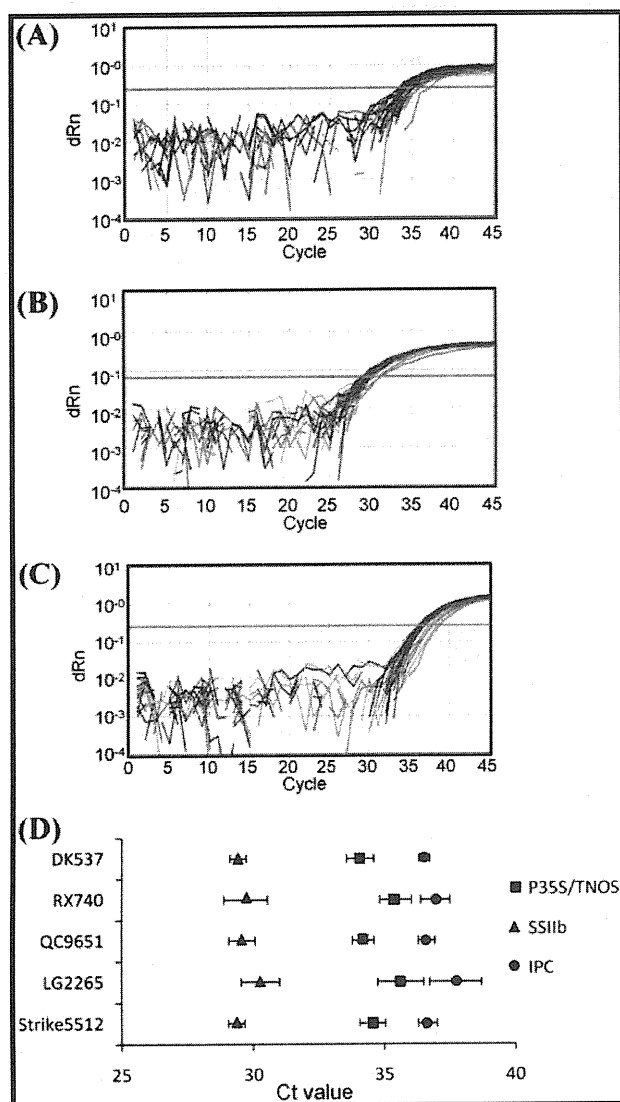 (A)
10¹
10⁻⁰
10⁻¹
10⁻²
10⁻³
10⁻⁴
dRn
0 5 10 15 20 25 30 35 40 45
Cycle
(B)
10¹
10⁻⁰
10⁻¹
10⁻²
10⁻³
10⁻⁴
dRn
0 5 10 15 20 25 30 35 40 45
Cycle
(C)
10¹
10⁻⁰
10⁻¹
10⁻²
10⁻³
10⁻⁴
dRn
0 5 10 15 20 25 30 35 40 45
Cycle
(D)
DK537
RX740
QC9651
LG2265
Strike5512
P35S/TNOS
SSIIb
IPC
25 30 35 40
Ct value